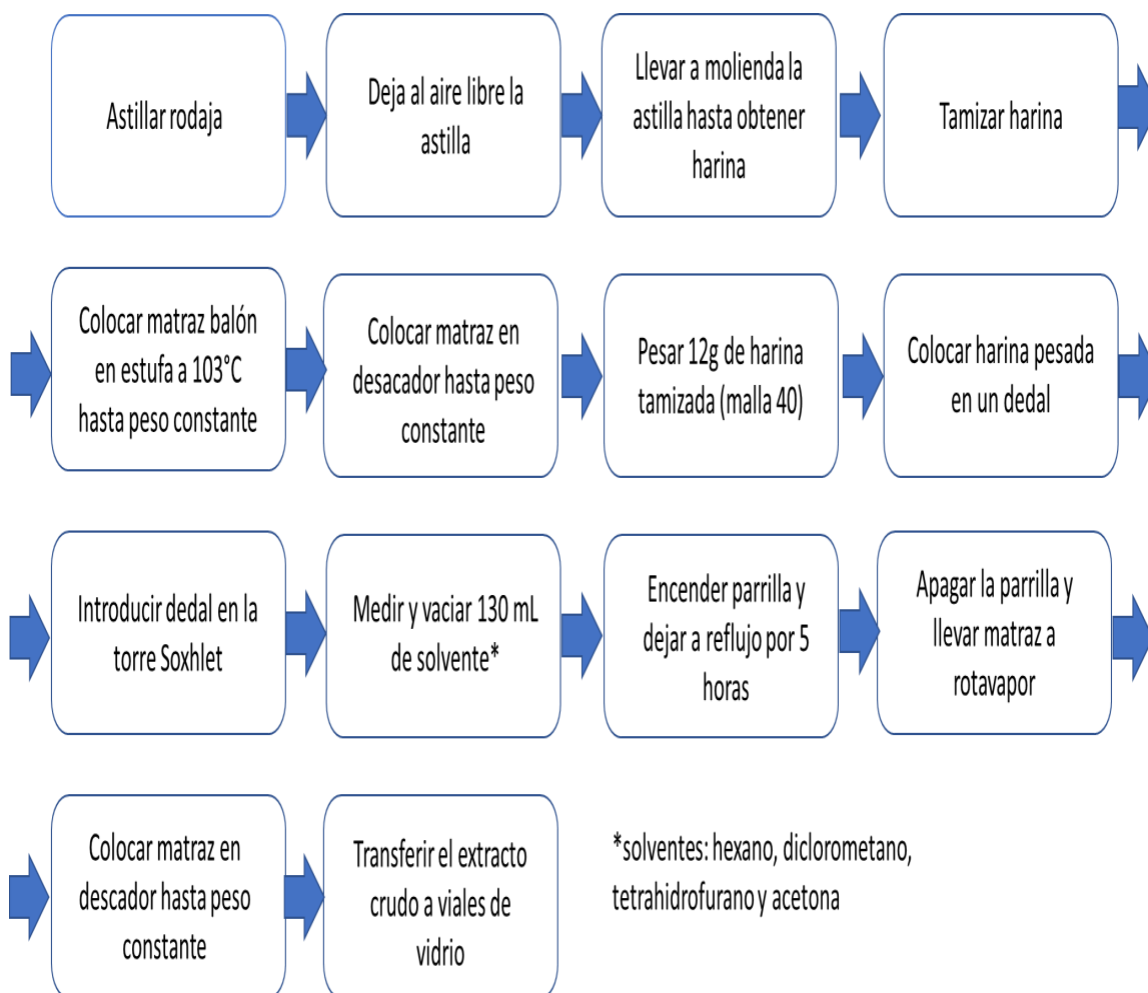 Astillar rodaja
Deja al aire libre la
astilla
Llevar a molienda la
astilla hasta obtener
harina
Tamizar harina
Colocar matraz balón
en estufa a 103°C
hasta peso constante
Colocar matraz en
desacador hasta peso
constante
Pesar 12g de harina
tamizada (malla 40)
Colocar harina pesada
en un dedal
Introducir dedal en la
torre Soxhlet
Medir y vaciar 130 mL
de solvente*
Encender parrilla y
dejar a reflujo por 5
horas
Apagar la parrilla y
llevar matraz a
rotavapor
Colocar matraz en
descador hasta peso
constante
Transferir el extracto
crudo a viales de
vidrio
*solventes: hexano, diclorometano,
tetrahidrofurano y acetona